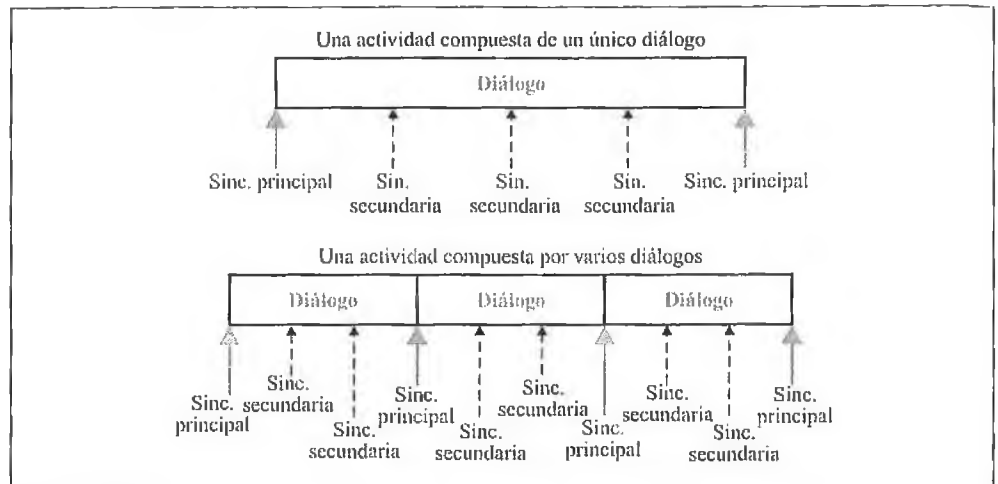 Una actividad compuesta de un único diálogo
Diálogo
Sinc. principal
Sin.
secundaria
Sin.
secundaria
Sin.
secundaria
Sinc. principal
Una actividad compuesta por varios diálogos
Diálogo
Diálogo
Diálogo
Sinc.
principal
Sinc.
secundaria
Sinc.
secundaria
Sinc.
principal
Sinc.
secundaria
Sinc.
secundaria
Sinc.
principal
Sinc.
secundaria
Sinc.
secundaria
Sinc.
principal